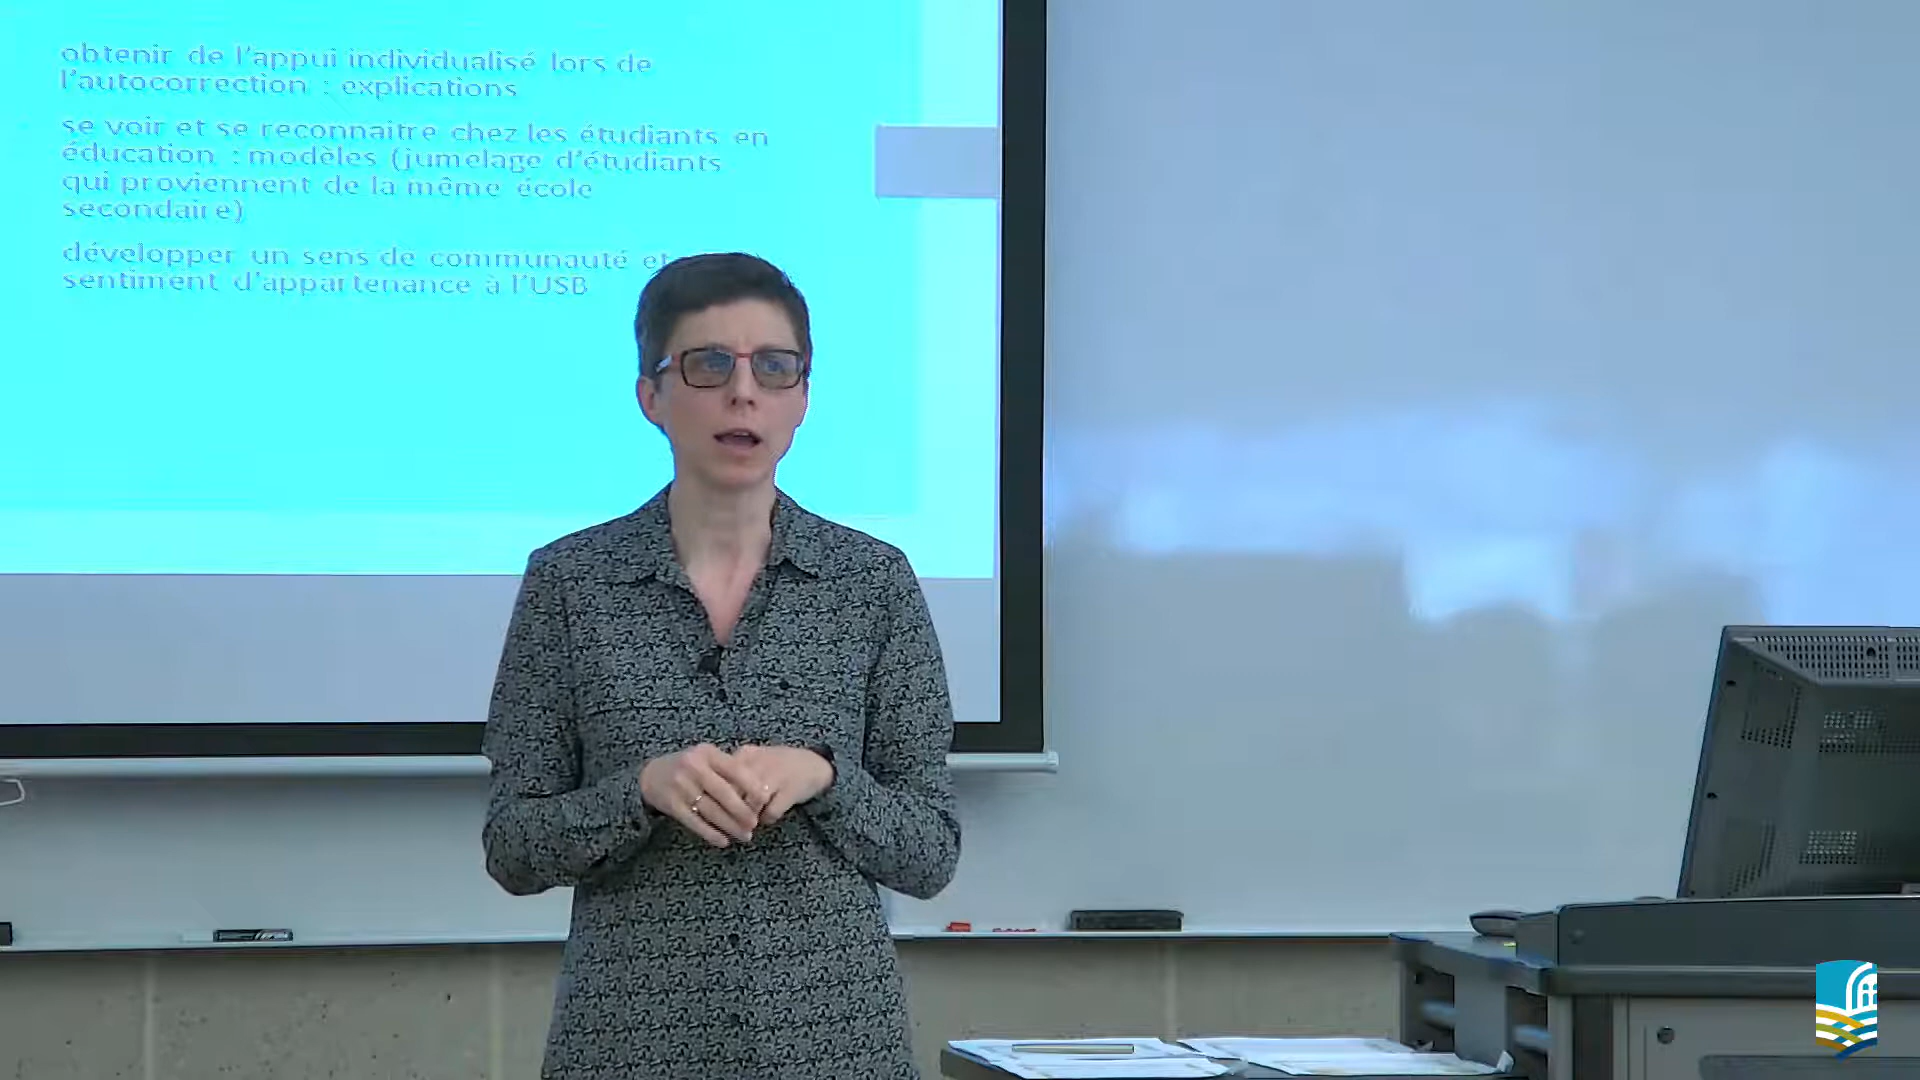 obtenir de l'appui individualisé lors de
l'autocorrection : explications
se voir et se reconnaitre chez les étudiants en
éducation : modèles (jumelage d'étudiants
qui proviennent de la même école
secondaire)
développer un sens de communauté et
sentiment d'appartenance à l'USB